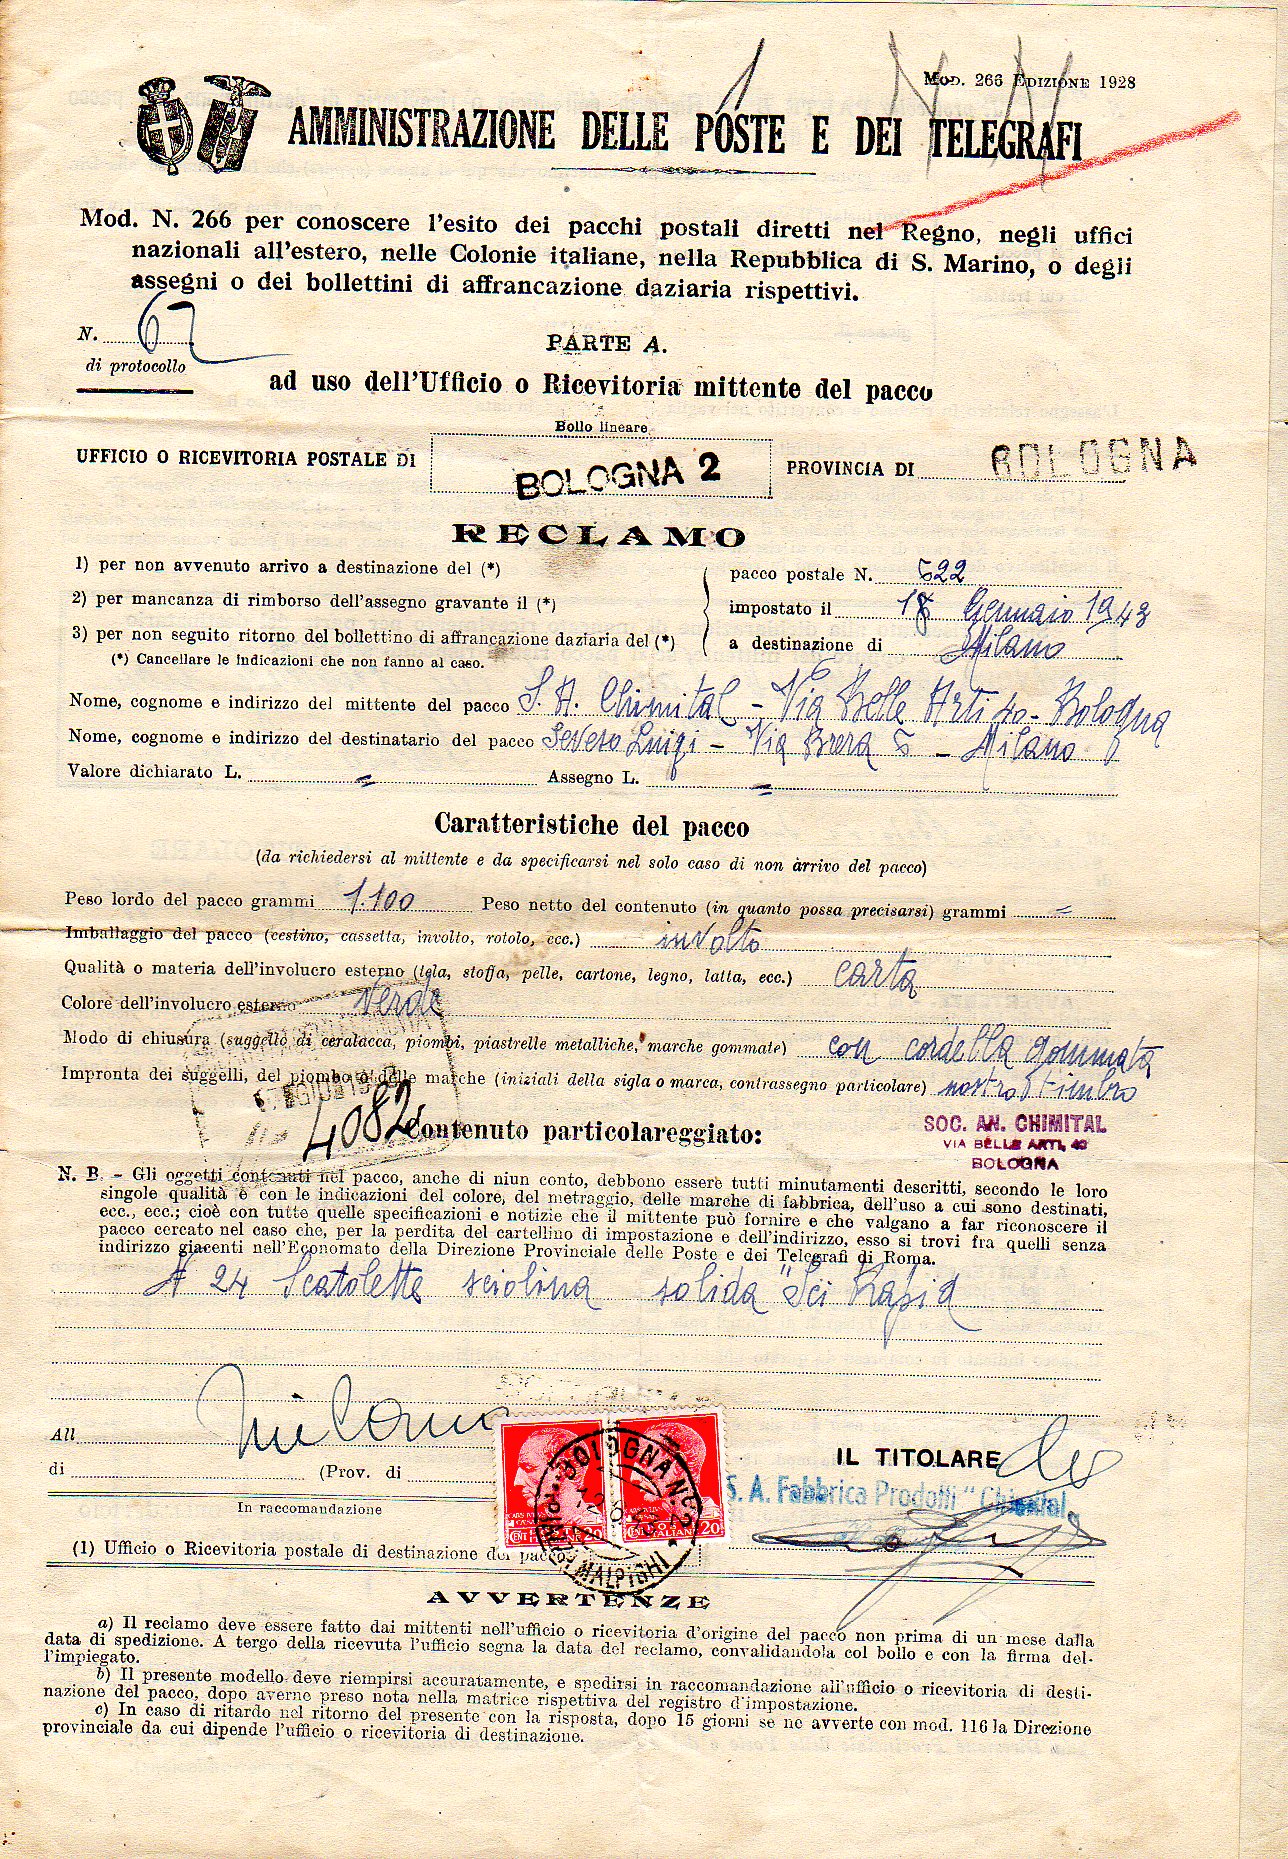 MOD. 266 EDIZIONE 1928
AMMINISTRAZIONE DELLE POSTE E DEI TELEGRAFI
Mod. N. 266 per conoscere l'esito dei pacchi postali diretti nel Regno, negli uffici
nazionali all'estero, nelle Colonie italiane, nella Repubblica di S. Marino, o degli
assegni o dei bollettini di affrancazione daziaria rispettivi.
N. 62
di protocollo
PARTE A.
ad uso dell'Ufficio o Ricevitoria mittente del pacco
Bollo lineare
UFFICIO O RICEVITORIA POSTALE DI BOLOGNA 2 PROVINCIA DI BOLOGNA
RECLAMO
1) per non avvenuto arrivo a destinazione del (*)
2) per mancanza di rimborso dell'assegno gravante il (*)
3) per non seguito ritorno del bollettino di affrancazione daziaria del (*)
(*) Cancellare le indicazioni che non fanno al caso.
pacco postale N. 622
impostato il 18 Gennaio 1943
a destinazione di Milano
Nome, cognome e indirizzo del mittente del pacco S. A. Chimital - Via Belle Arti 40 - Bologna
Nome, cognome e indirizzo del destinatario del pacco Seveso Luigi - Via Brera 6 - Milano
Valore dichiarato L. = Assegno L. =
Caratteristiche del pacco
(da richiedersi al mittente e da specificarsi nel solo caso di non arrivo del pacco)
Peso lordo del pacco grammi 1.100 Peso netto del contenuto (in quanto possa precisarsi) grammi =
Imballaggio del pacco (cestino, cassetta, involto, rotolo, ecc.) involto
Qualità o materia dell'involucro esterno (tela, stoffa, pelle, cartone, legno, latta, ecc.) carta
Colore dell'involucro esterno Verde
Modo di chiusura (suggello di ceralacca, piombi, piastrelle metalliche, marche gommate) con cordella gommata
Impronta dei suggelli, del piombo o delle marche (iniziali della sigla o marca, contrassegno particolare) nostro timbro
4082
Contenuto particolareggiato:
SOC. AN. CHIMITAL
VIA BELLE ARTI, 40
BOLOGNA
N. B. - Gli oggetti contenuti nel pacco, anche di niun conto, debbono essere tutti minutamenti descritti, secondo le loro
singole qualità e con le indicazioni del colore, del metraggio, delle marche di fabbrica, dell'uso a cui sono destinati,
ecc., ecc.; cioè con tutte quelle specificazioni e notizie che il mittente può fornire e che valgano a far riconoscere il
pacco cercato nel caso che, per la perdita del cartellino di impostazione e dell'indirizzo, esso si trovi fra quelli senza
indirizzo giacenti nell'Economato della Direzione Provinciale delle Poste e dei Telegrafi di Roma.
N 24 Scatolette sciolina solida "Sci Rapid
All Milano
di (Prov. di
In raccomandazione
(1) Ufficio o Ricevitoria postale di destinazione del pacco.
BOLOGNA N. 2
MALPIGHI
CENT 20
20
IL TITOLARE
S. A. Fabbrica Prodotti "Chimital
AVVERTENZE
a) Il reclamo deve essere fatto dai mittenti nell'ufficio o ricevitoria d'origine del pacco non prima di un mese dalla
data di spedizione. A tergo della ricevuta l'ufficio segna la data del reclamo, convalidandola col bollo e con la firma del-
l'impiegato.
b) Il presente modello deve riempirsi accuratamente, e spedirsi in raccomandazione all'ufficio o ricevitoria di desti-
nazione del pacco, dopo averne preso nota nella matrice rispettiva del registro d'impostazione.
c) In caso di ritardo nel ritorno del presente con la risposta, dopo 15 giorni se ne avverte con mod. 116 la Direzione
provinciale da cui dipende l'ufficio o ricevitoria di destinazione.